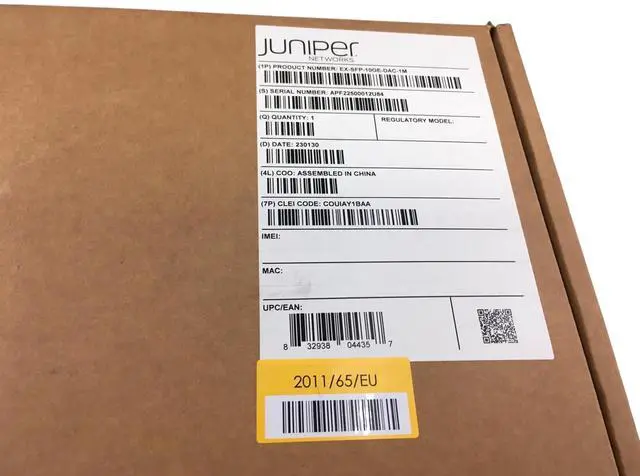 JUNIPER
NETWORKS
(1P) PRODUCT NUMBER: EX-SFP-10GE-DAC-1M
(S) SERIAL NUMBER: APF22500012U84
(Q) QUANTITY: 1
REGULATORY MODEL:
(D) DATE: 230130
(4L) COO: ASSEMBLED IN CHINA
(7P) CLEI CODE: COUIAY1BAA
IMEI:
MAC:
UPC/EAN:
8 32938 04435 7
2011/65/EU